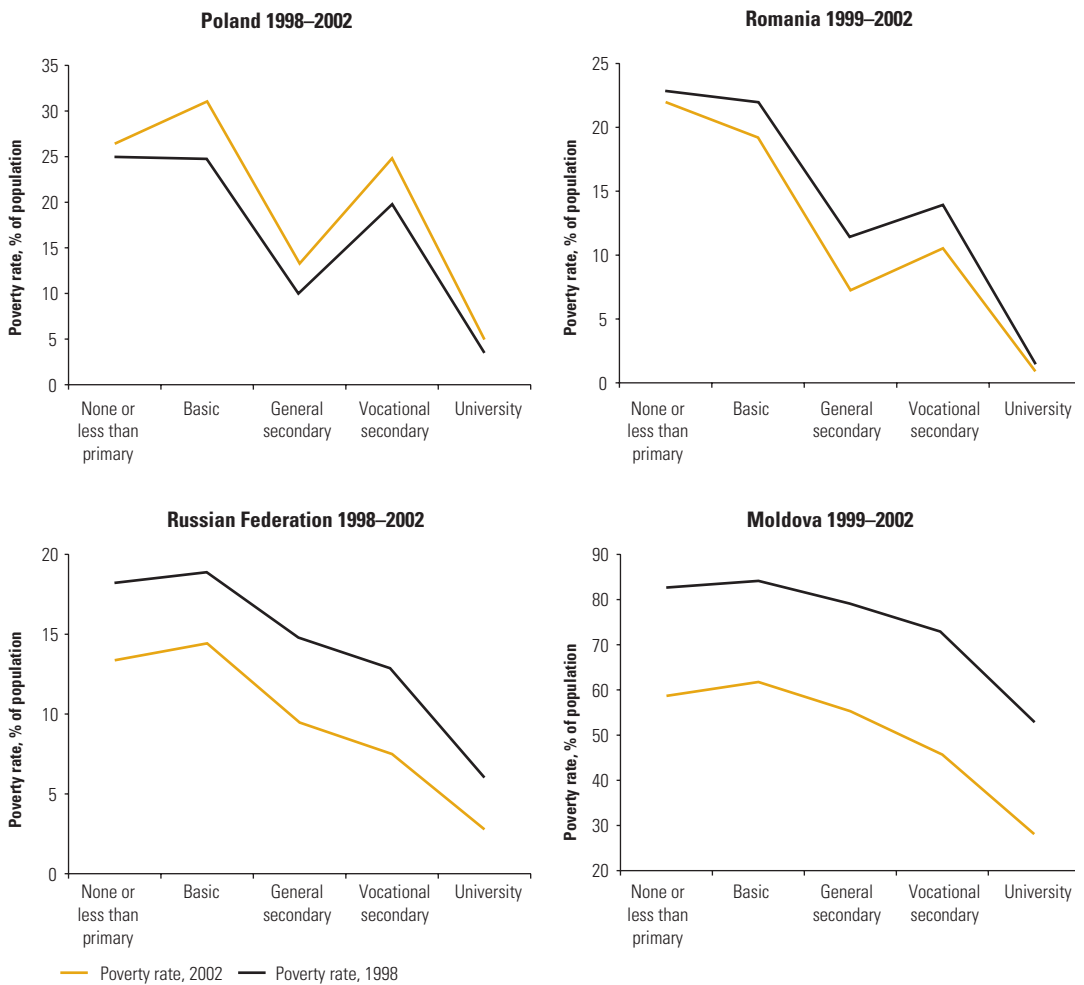 Poland 1998–2002
Poverty rate, % of population
35
30
25
20
15
10
5
0
None or
less than
primary
Basic
General
secondary
Vocational
secondary
University
Romania 1999–2002
Poverty rate, % of population
25
20
15
10
5
0
None or
less than
primary
Basic
General
secondary
Vocational
secondary
University
Russian Federation 1998–2002
Poverty rate, % of population
20
15
10
5
0
None or
less than
primary
Basic
General
secondary
Vocational
secondary
University
Moldova 1999–2002
Poverty rate, % of population
90
80
70
60
50
40
30
20
None or
less than
primary
Basic
General
secondary
Vocational
secondary
University
Poverty rate, 2002 Poverty rate, 1998